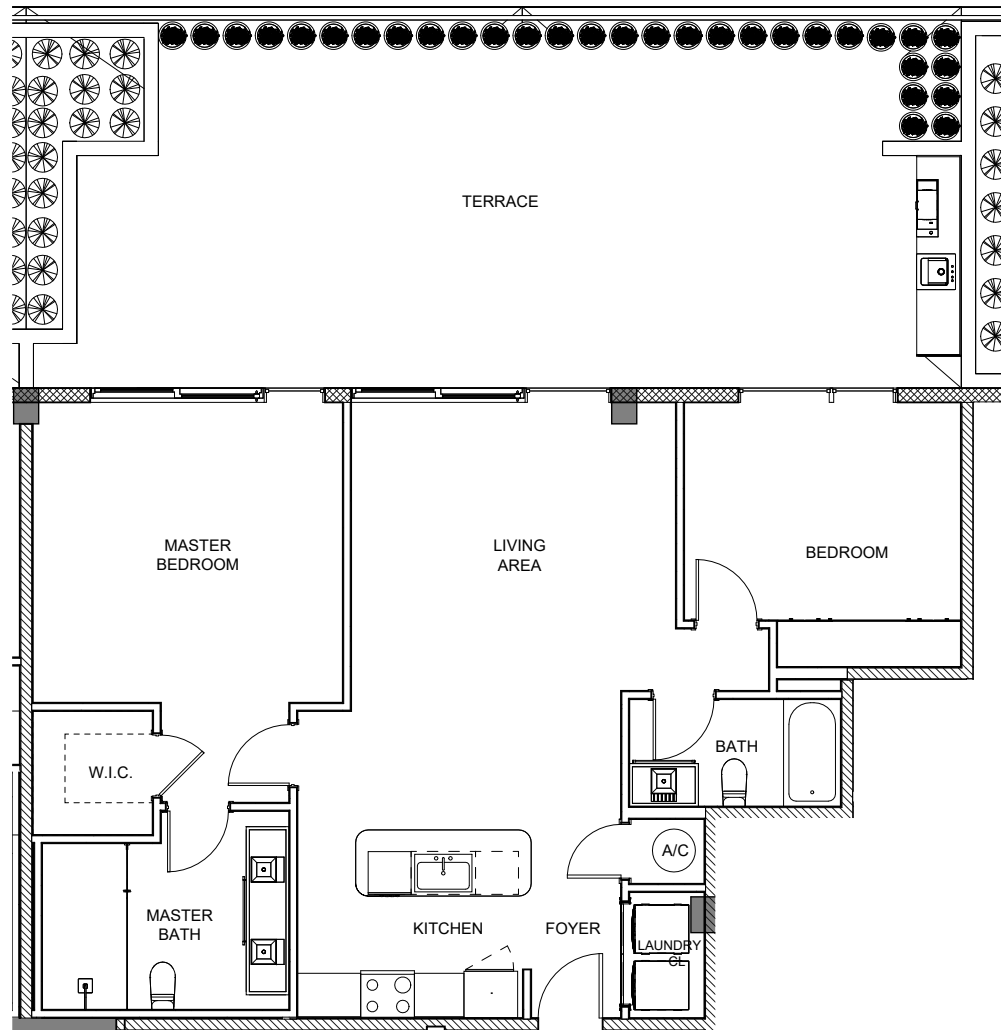 TERRACE
MASTER
BEDROOM
LIVING
AREA
BEDROOM
W.I.C.
BATH
A/C
MASTER
BATH
KITCHEN
FOYER
LAUNDRY
CL